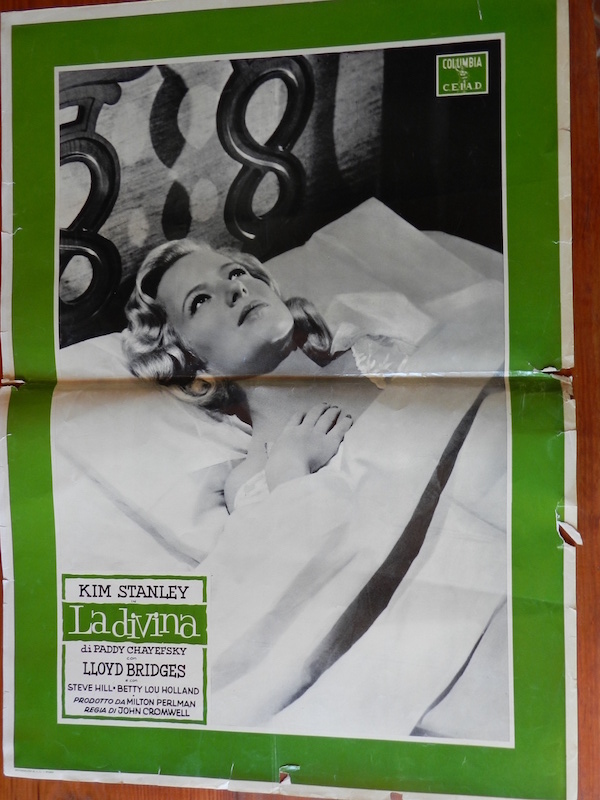 COLUMBIA
C.E.I.A.D
KIM STANLEY
in
La divina
di PADDY CHAYEFSKY
con
LLOYD BRIDGES
e con
STEVE HILL • BETTY LOU HOLLAND
PRODOTTO DA MILTON PERLMAN
REGIA DI JOHN CROMWELL